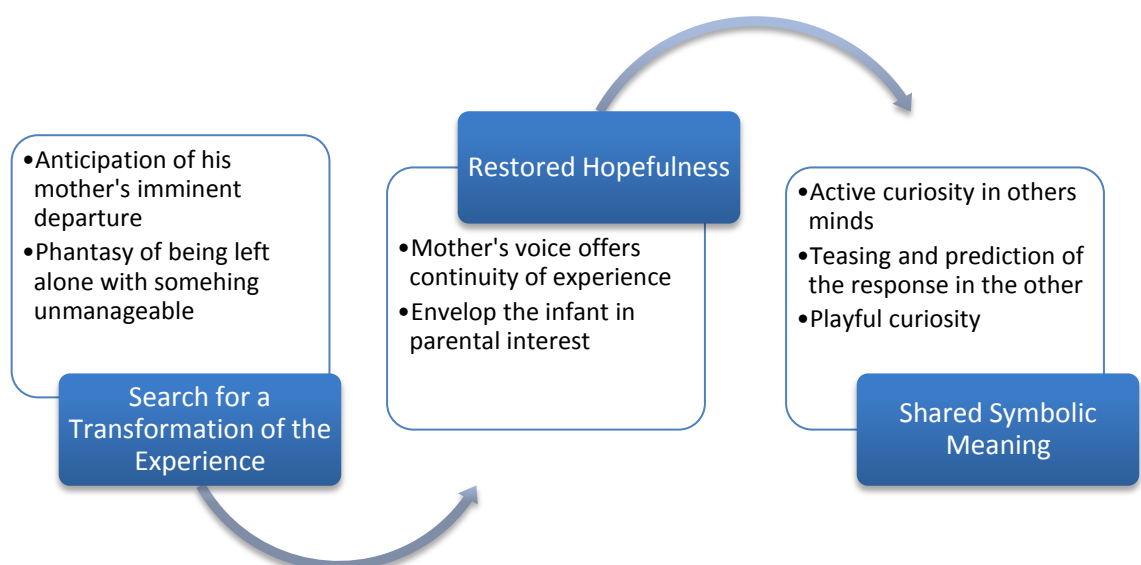 •Anticipation of his
mother's imminent
departure
•Phantasy of being left
alone with somehing
unmanageable
Search for a
Transformation of the
Experience
Restored Hopefulness
•Mother's voice offers
continuity of experience
•Envelop the infant in
parental interest
•Active curiosity in others
minds
•Teasing and prediction of
the response in the other
•Playful curiosity
Shared Symbolic
Meaning